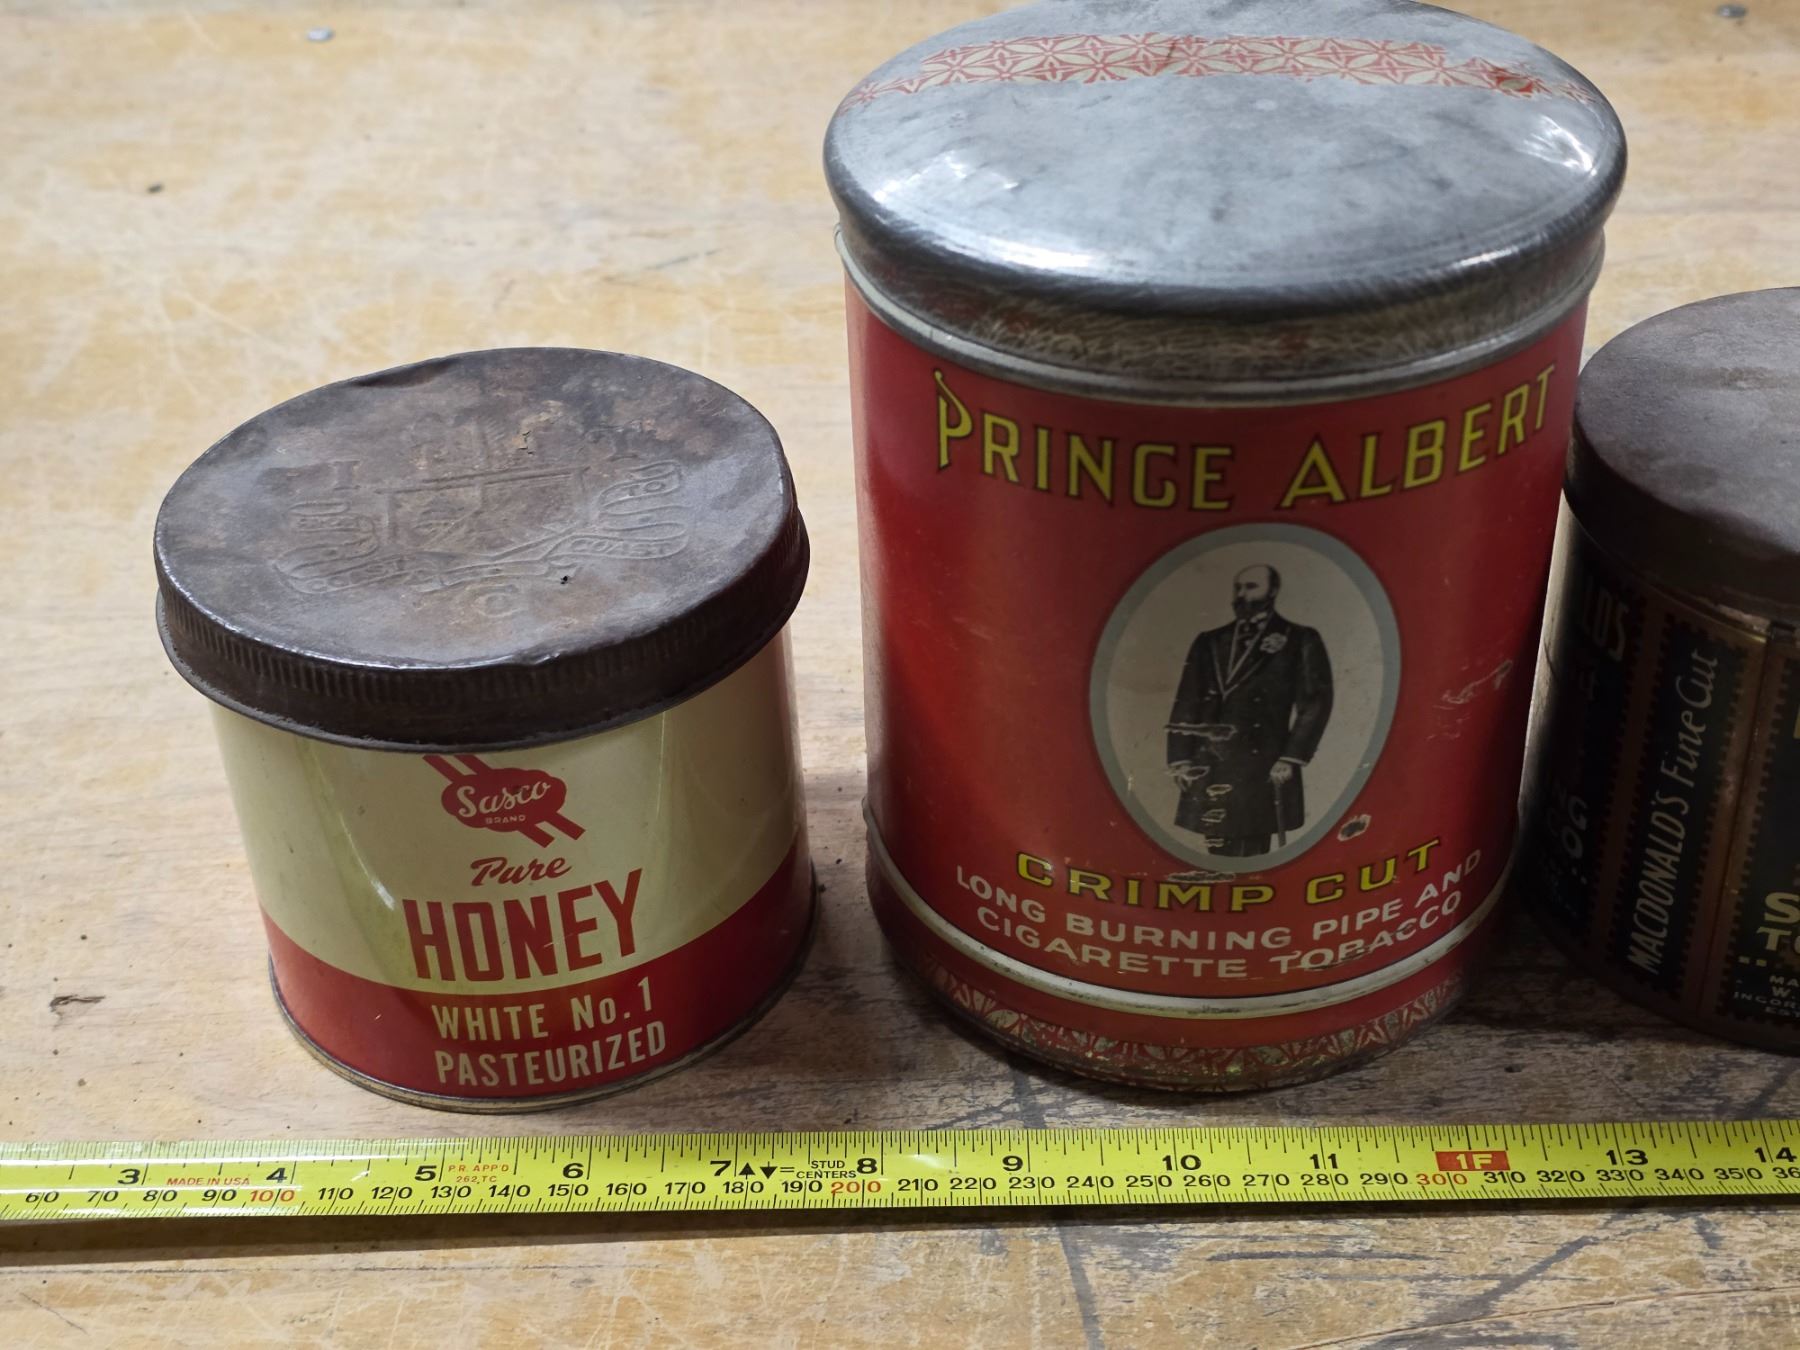 Sasco
BRAND
Pure
HONEY
WHITE No. 1
PASTEURIZED
PRINCE ALBERT
CRIMP CUT
LONG BURNING PIPE AND
CIGARETTE TOBACCO
MACDONALD'S Fine Cut
3 MADE IN U.S.A. 4 5 P.R. APP'D 6 7 = STUD 8 9 10 11 1F 13 14
262,TC CENTERS
60 70 80 90 100 110 120 130 140 150 160 170 180 190 200 210 220 230 240 250 260 270 280 290 300 310 320 330 340 350